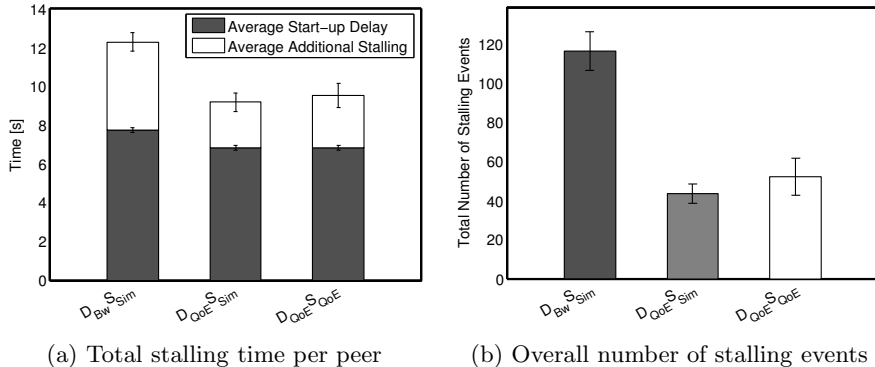 14
12
10
8
6
4
2
0
Time [s]
Average Start-up Delay
Average Additional Stalling
D_Bw S_Sim
D_QoE S_Sim
D_QoE S_QoE
(a) Total stalling time per peer
120
100
80
60
40
20
0
Total Number of Stalling Events
D_Bw S_Sim
D_QoE S_Sim
D_QoE S_QoE
(b) Overall number of stalling events